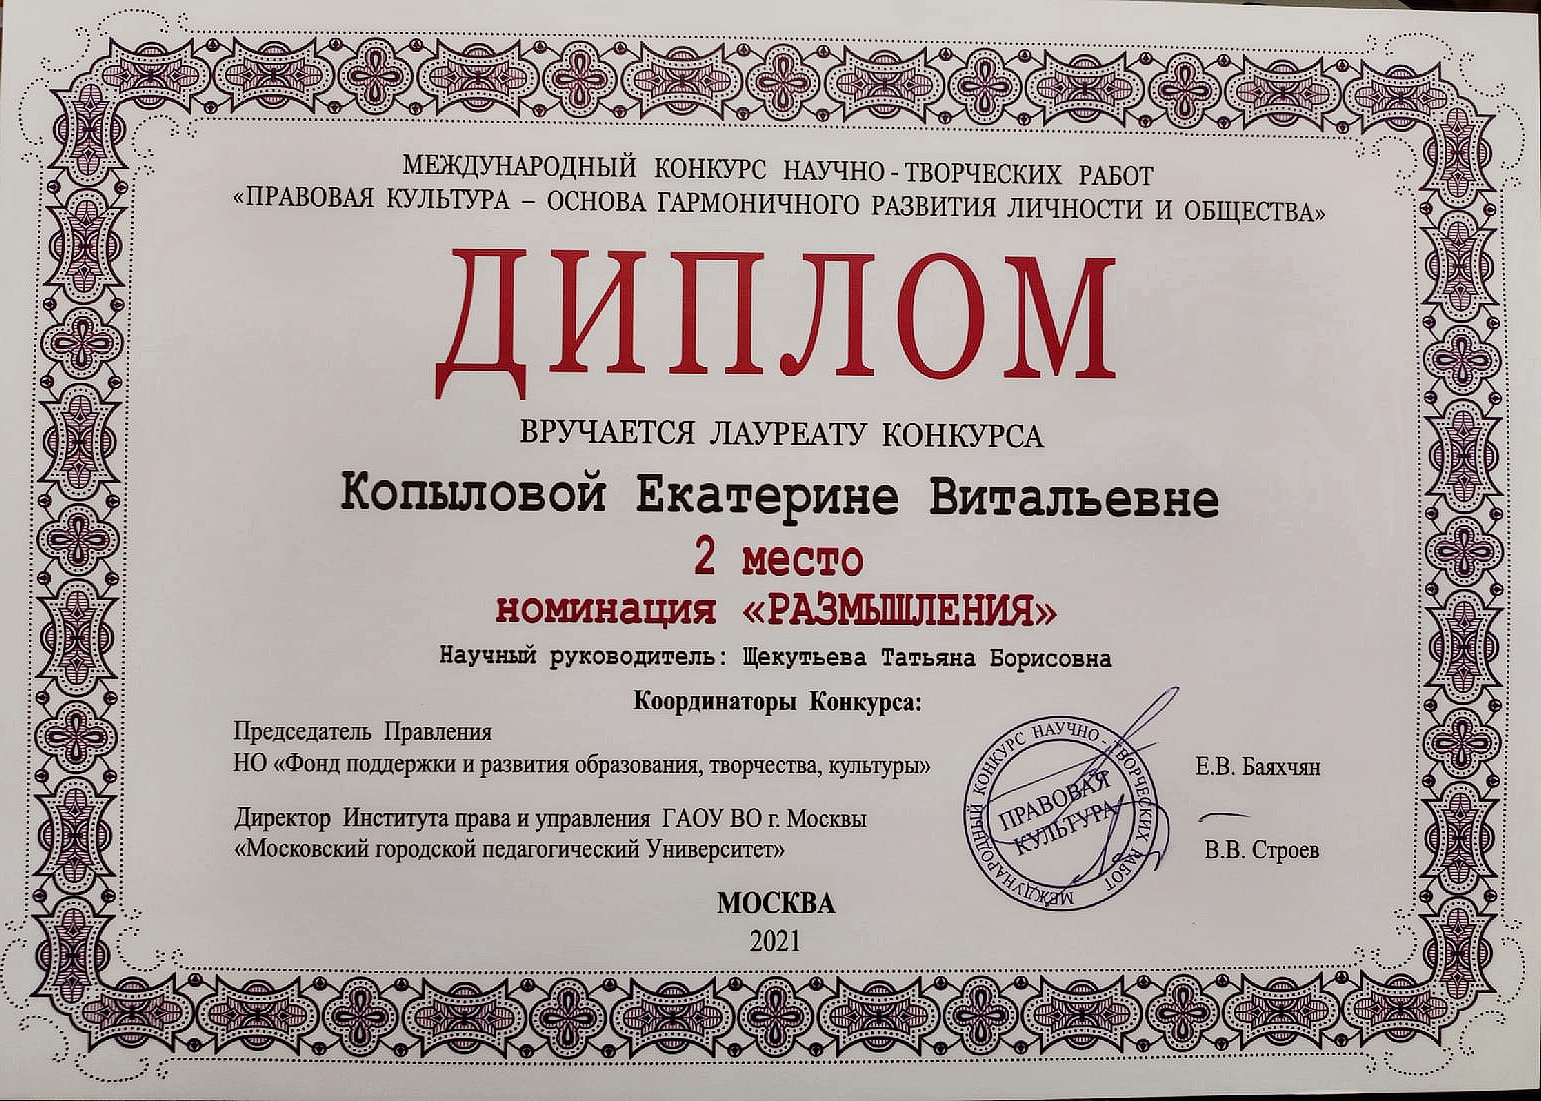 МЕЖДУНАРОДНЫЙ КОНКУРС НАУЧНО - ТВОРЧЕСКИХ РАБОТ
«ПРАВОВАЯ КУЛЬТУРА – ОСНОВА ГАРМОНИЧНОГО РАЗВИТИЯ ЛИЧНОСТИ И ОБЩЕСТВА»
ДИПЛОМ
ВРУЧАЕТСЯ ЛАУРЕАТУ КОНКУРСА
Копыловой Екатерине Витальевне
2 место
номинация «РАЗМЫШЛЕНИЯ»
Научный руководитель: Щекутьева Татьяна Борисовна
Координаторы Конкурса:
Председатель Правления
НО «Фонд поддержки и развития образования, творчества, культуры»
Е.В. Баяхчян
Директор Института права и управления ГАОУ ВО г. Москвы
«Московский городской педагогический Университет»
В.В. Строев
МЕЖДУНАРОДНЫЙ КОНКУРС НАУЧНО - ТВОРЧЕСКИХ РАБОТ
ПРАВОВАЯ
КУЛЬТУРА
МОСКВА
2021